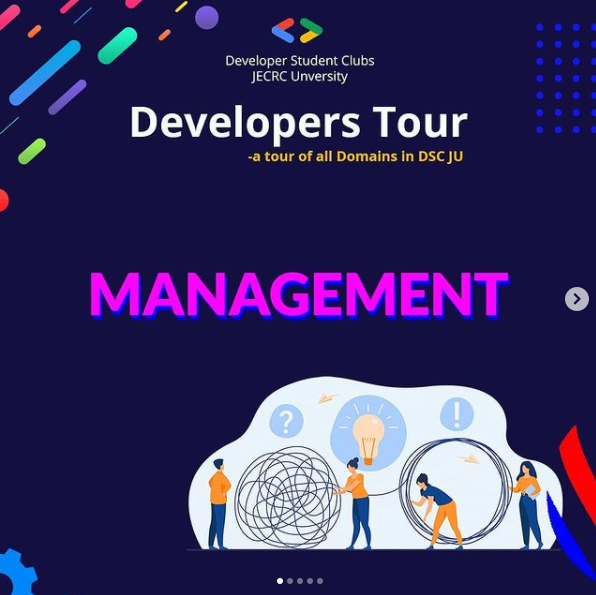 Developer Student Clubs
JECRC Unversity
Developers Tour
-a tour of all Domains in DSC JU
MANAGEMENT
?
!